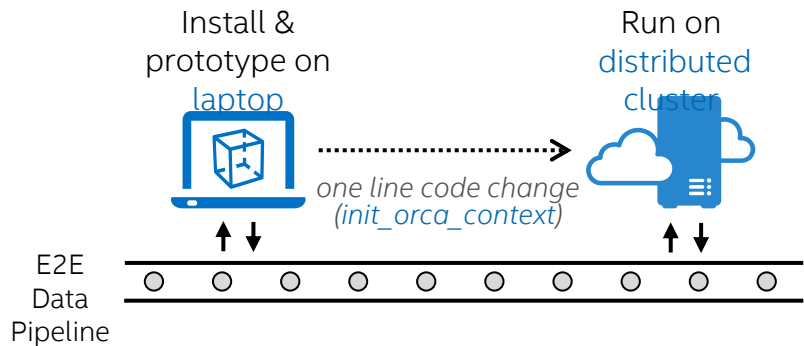 Install &
prototype on
laptop
Run on
distributed
cluster
one line code change
(init_orca_context)
E2E
Data
Pipeline